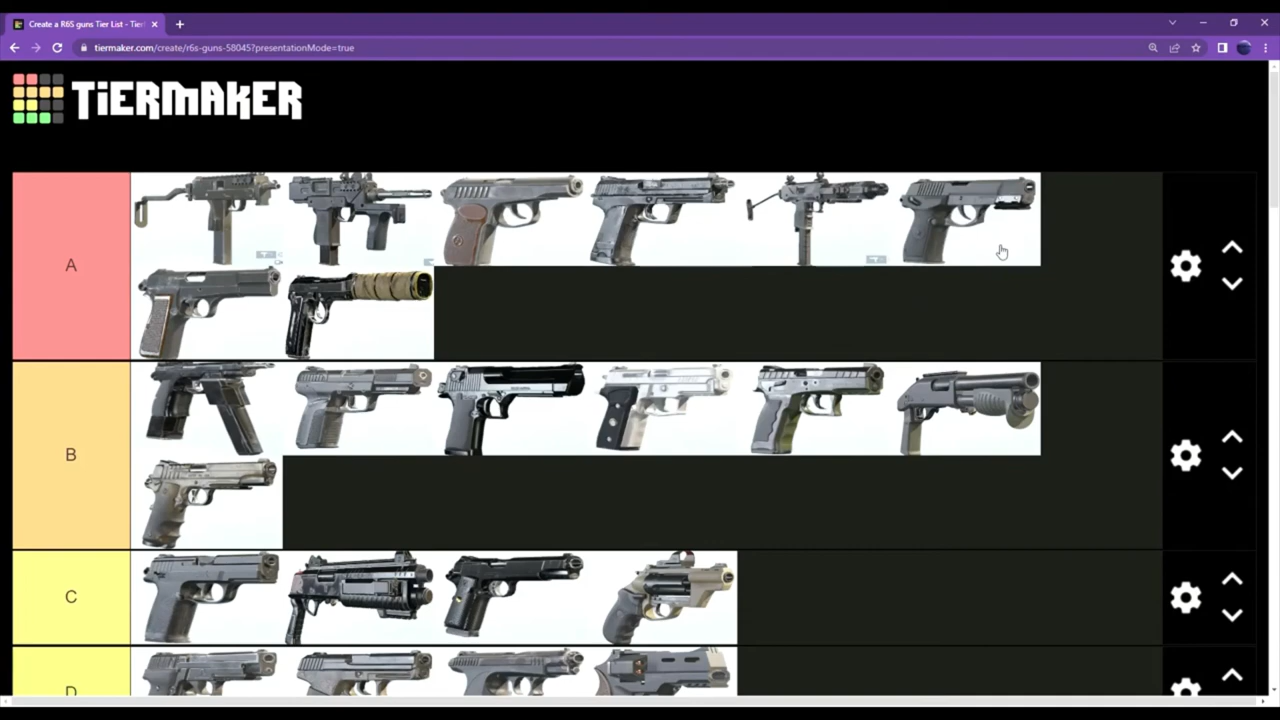 Create a R6S guns Tier List - Tier
tiermaker.com/create/r6s-guns-58045?presentationMode=true
TiERMAKER
A
B
C
D